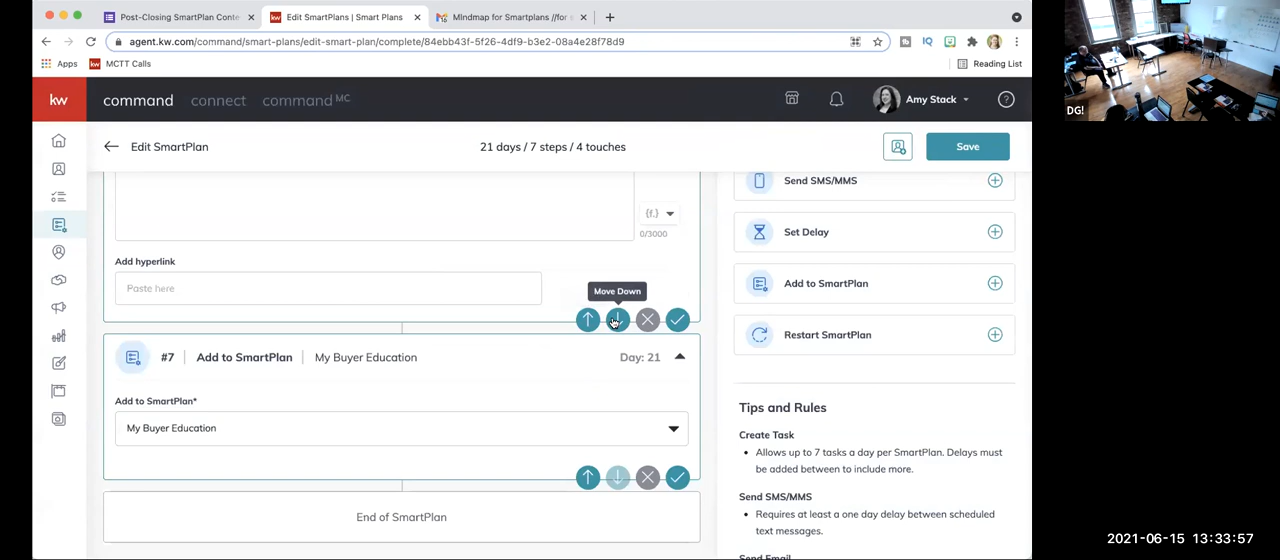 Post-Closing SmartPlan Conte
Edit SmartPlans | Smart Plans
MIndmap for Smartplans //for
agent.kw.com/command/smart-plans/edit-smart-plan/complete/84ebb43f-5f26-4df9-b3e2-08a4e28f78d9
IQ
Apps
MCTT Calls
Reading List
kw
command
connect
command MC
Amy Stack
?
Edit SmartPlan
21 days / 7 steps / 4 touches
Save
Send SMS/MMS
{f.}
0/3000
Set Delay
Add hyperlink
Paste here
Add to SmartPlan
Move Down
Restart SmartPlan
#7 | Add to SmartPlan | My Buyer Education
Day: 21
Add to SmartPlan*
My Buyer Education
Tips and Rules
Create Task
Allows up to 7 tasks a day per SmartPlan. Delays must
be added between to include more.
Send SMS/MMS
Requires at least a one day delay between scheduled
text messages.
Send Email
End of SmartPlan
DG!
2021-06-15 13:33:57